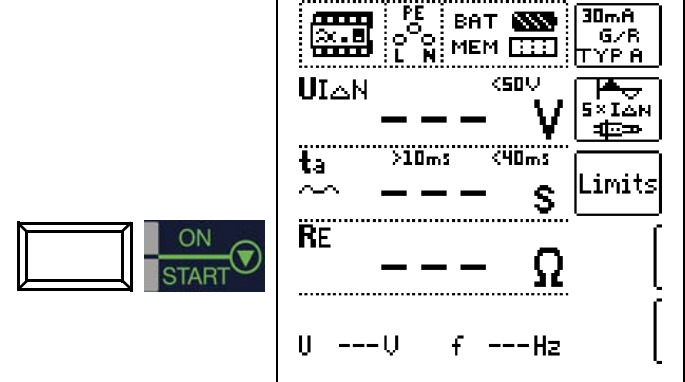 PE
BAT
L N
MEM
30mA
G/R
TYP A
UI△N <50V
--- V
5×I△N
ta >10ms <40ms
--- s
Limits
RE
--- Ω
ON
START
U ---V f ---Hz